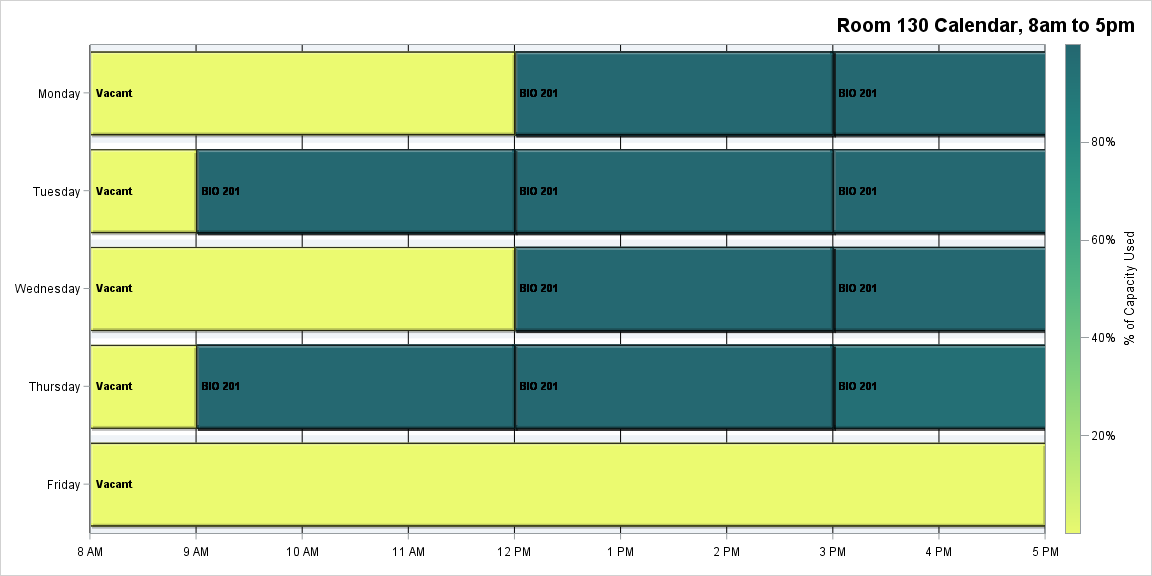 Room 130 Calendar, 8am to 5pm
Monday
Vacant
BIO 201
BIO 201
Tuesday
Vacant
BIO 201
BIO 201
BIO 201
Wednesday
Vacant
BIO 201
BIO 201
Thursday
Vacant
BIO 201
BIO 201
BIO 201
Friday
Vacant
8 AM
9 AM
10 AM
11 AM
12 PM
1 PM
2 PM
3 PM
4 PM
5 PM
80%
60%
40%
20%
% of Capacity Used